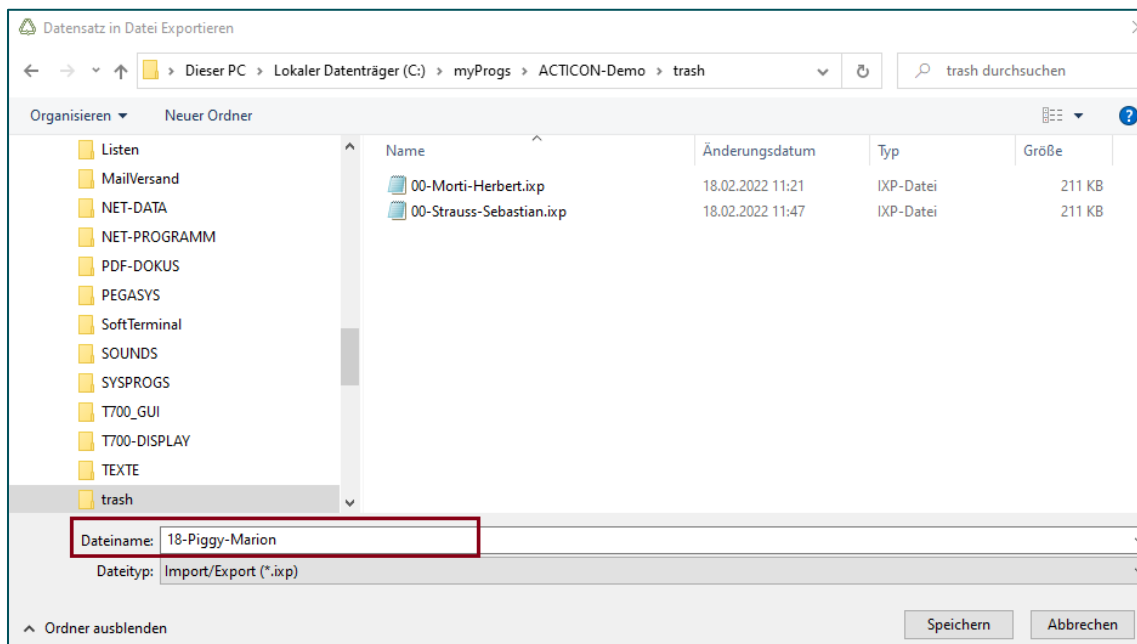 Datensatz in Datei Exportieren
Dieser PC > Lokaler Datenträger (C:) > myProgs > ACTICON-Demo > trash
trash durchsuchen
Organisieren
Neuer Ordner
?
Listen
MailVersand
NET-DATA
NET-PROGRAMM
PDF-DOKUS
PEGASYS
SoftTerminal
SOUNDS
SYSPROGS
T700_GUI
T700-DISPLAY
TEXTE
trash
Name Änderungsdatum Typ Größe
00-Morti-Herbert.ixp 18.02.2022 11:21 IXP-Datei 211 KB
00-Strauss-Sebastian.ixp 18.02.2022 11:47 IXP-Datei 211 KB
Dateiname: 18-Piggy-Marion
Dateityp: Import/Export (*.ixp)
Ordner ausblenden
Speichern
Abbrechen